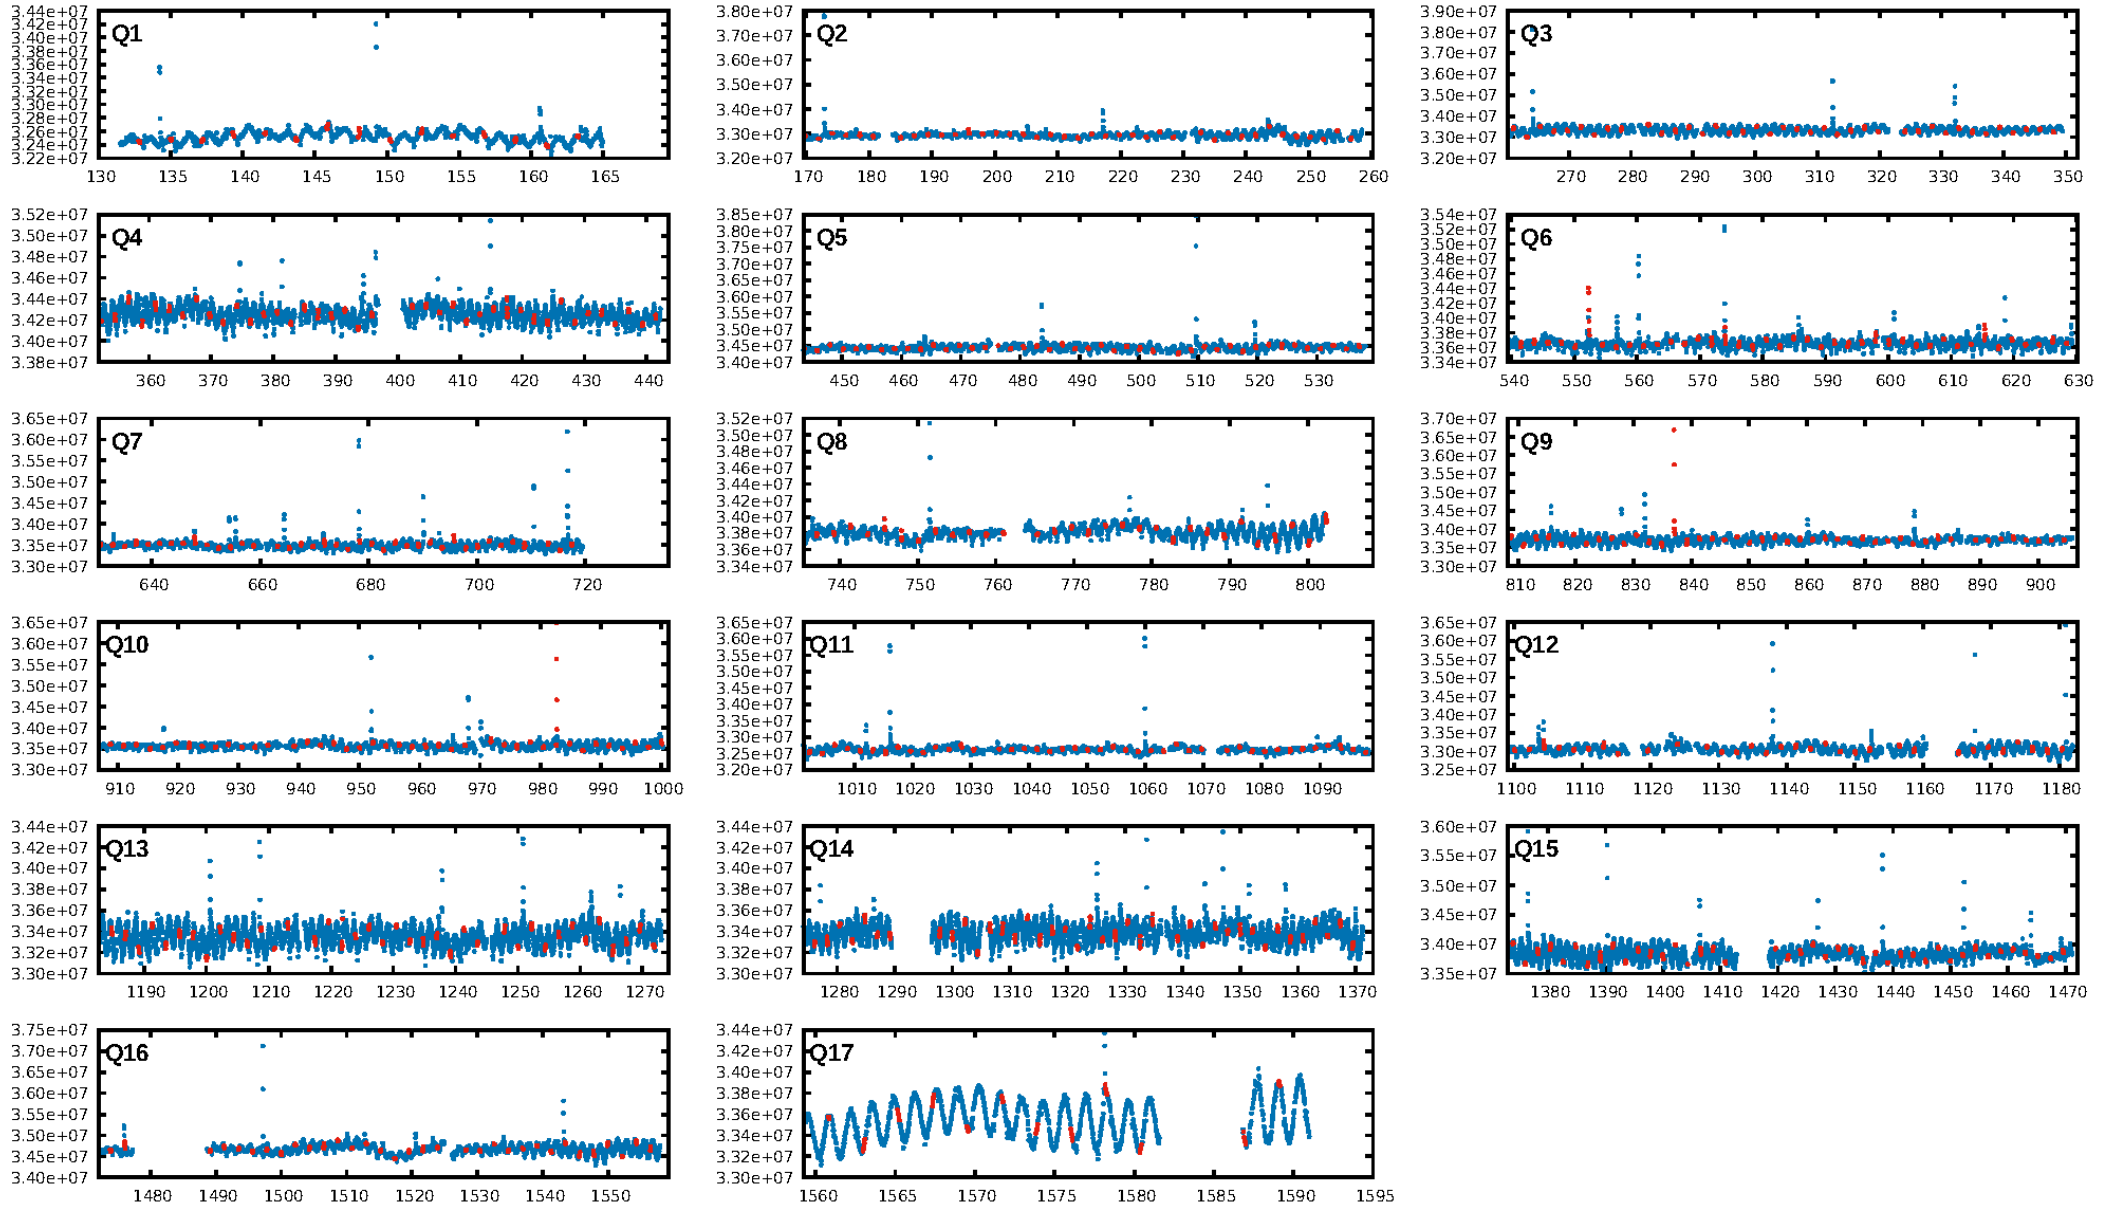 3.44e+07
3.42e+07
3.40e+07
3.38e+07
3.36e+07
3.34e+07
3.32e+07
3.30e+07
3.28e+07
3.26e+07
3.24e+07
3.22e+07
Q1
130 135 140 145 150 155 160 165
3.80e+07
3.70e+07
3.60e+07
3.50e+07
3.40e+07
3.30e+07
3.20e+07
Q2
170 180 190 200 210 220 230 240 250 260
3.90e+07
3.80e+07
3.70e+07
3.60e+07
3.50e+07
3.40e+07
3.30e+07
3.20e+07
Q3
270 280 290 300 310 320 330 340 350
3.52e+07
3.50e+07
3.48e+07
3.46e+07
3.44e+07
3.42e+07
3.40e+07
3.38e+07
Q4
360 370 380 390 400 410 420 430 440
3.85e+07
3.80e+07
3.75e+07
3.70e+07
3.65e+07
3.60e+07
3.55e+07
3.50e+07
3.45e+07
3.40e+07
Q5
450 460 470 480 490 500 510 520 530
3.54e+07
3.52e+07
3.50e+07
3.48e+07
3.46e+07
3.44e+07
3.42e+07
3.40e+07
3.38e+07
3.36e+07
3.34e+07
Q6
540 550 560 570 580 590 600 610 620 630
3.65e+07
3.60e+07
3.55e+07
3.50e+07
3.45e+07
3.40e+07
3.35e+07
3.30e+07
Q7
640 660 680 700 720
3.52e+07
3.50e+07
3.48e+07
3.46e+07
3.44e+07
3.42e+07
3.40e+07
3.38e+07
3.36e+07
3.34e+07
Q8
740 750 760 770 780 790 800
3.70e+07
3.65e+07
3.60e+07
3.55e+07
3.50e+07
3.45e+07
3.40e+07
3.35e+07
3.30e+07
Q9
810 820 830 840 850 860 870 880 890 900
3.65e+07
3.60e+07
3.55e+07
3.50e+07
3.45e+07
3.40e+07
3.35e+07
3.30e+07
Q10
910 920 930 940 950 960 970 980 990 1000
3.65e+07
3.60e+07
3.55e+07
3.50e+07
3.45e+07
3.40e+07
3.35e+07
3.30e+07
3.25e+07
3.20e+07
Q11
1010 1020 1030 1040 1050 1060 1070 1080 1090
3.65e+07
3.60e+07
3.55e+07
3.50e+07
3.45e+07
3.40e+07
3.35e+07
3.30e+07
3.25e+07
Q12
1100 1110 1120 1130 1140 1150 1160 1170 1180
3.44e+07
3.42e+07
3.40e+07
3.38e+07
3.36e+07
3.34e+07
3.32e+07
3.30e+07
Q13
1190 1200 1210 1220 1230 1240 1250 1260 1270
3.44e+07
3.42e+07
3.40e+07
3.38e+07
3.36e+07
3.34e+07
3.32e+07
3.30e+07
Q14
1280 1290 1300 1310 1320 1330 1340 1350 1360 1370
3.60e+07
3.55e+07
3.50e+07
3.45e+07
3.40e+07
3.35e+07
Q15
1380 1390 1400 1410 1420 1430 1440 1450 1460 1470
3.75e+07
3.70e+07
3.65e+07
3.60e+07
3.55e+07
3.50e+07
3.45e+07
3.40e+07
Q16
1480 1490 1500 1510 1520 1530 1540 1550
3.44e+07
3.42e+07
3.40e+07
3.38e+07
3.36e+07
3.34e+07
3.32e+07
3.30e+07
Q17
1560 1565 1570 1575 1580 1585 1590 1595